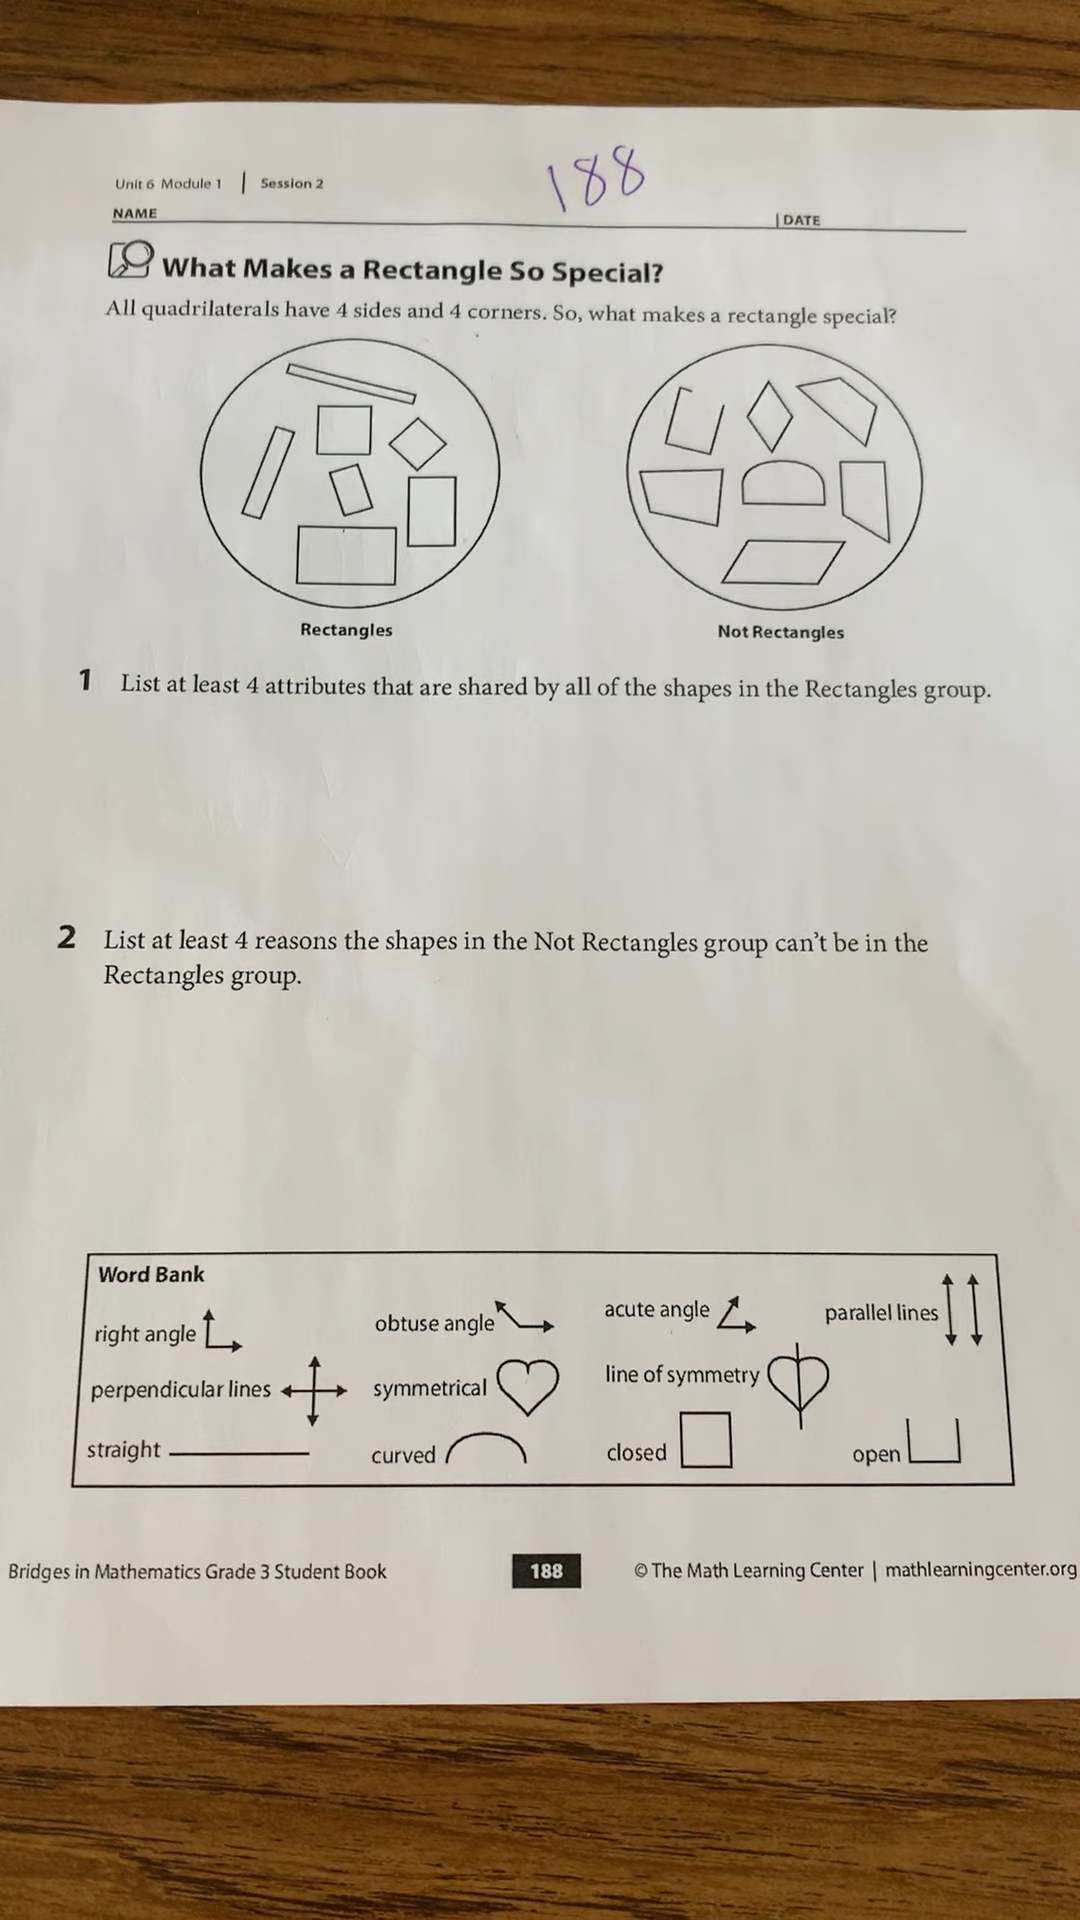 188
Unit 6 Module 1 | Session 2
NAME | DATE
What Makes a Rectangle So Special?
All quadrilaterals have 4 sides and 4 corners. So, what makes a rectangle special?
Rectangles
Not Rectangles
1 List at least 4 attributes that are shared by all of the shapes in the Rectangles group.
2 List at least 4 reasons the shapes in the Not Rectangles group can’t be in the
Rectangles group.
Word Bank
right angle obtuse angle acute angle parallel lines
perpendicular lines symmetrical line of symmetry
straight curved closed open
Bridges in Mathematics Grade 3 Student Book 188 © The Math Learning Center | mathlearningcenter.org